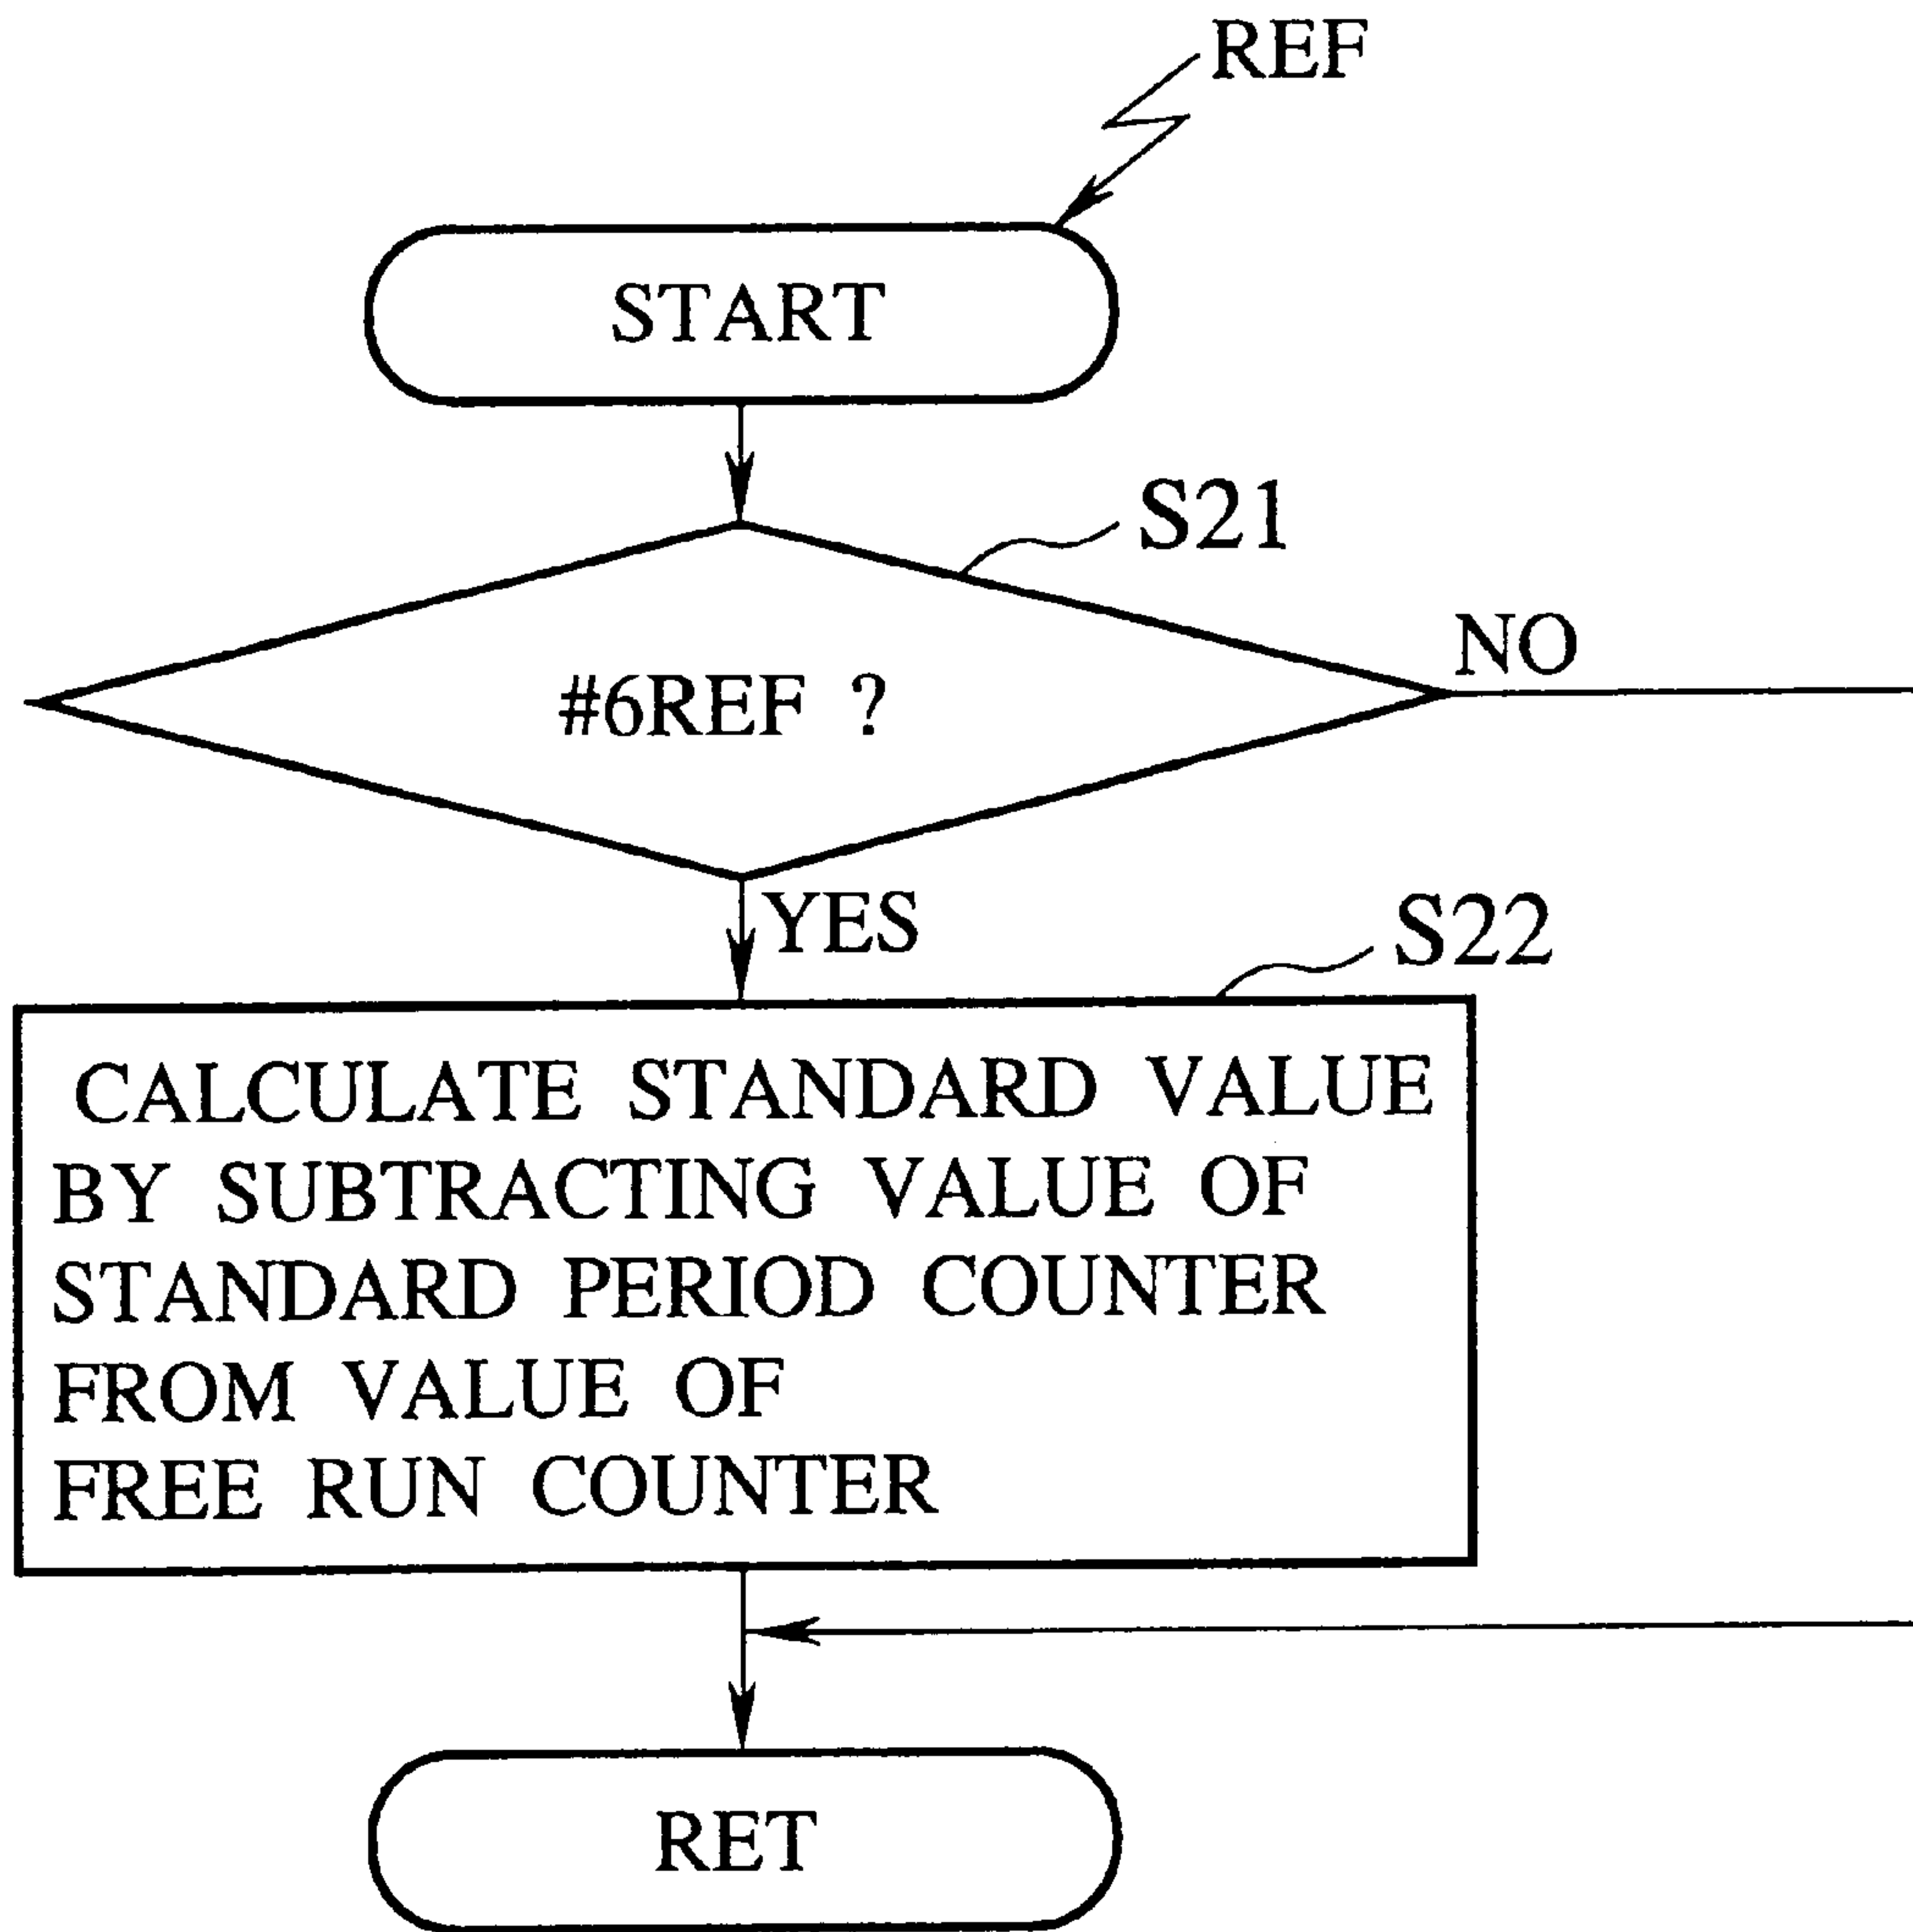 REF
START
S21
#6REF ?
NO
YES
S22
CALCULATE STANDARD VALUE
BY SUBTRACTING VALUE OF
STANDARD PERIOD COUNTER
FROM VALUE OF
FREE RUN COUNTER
RET